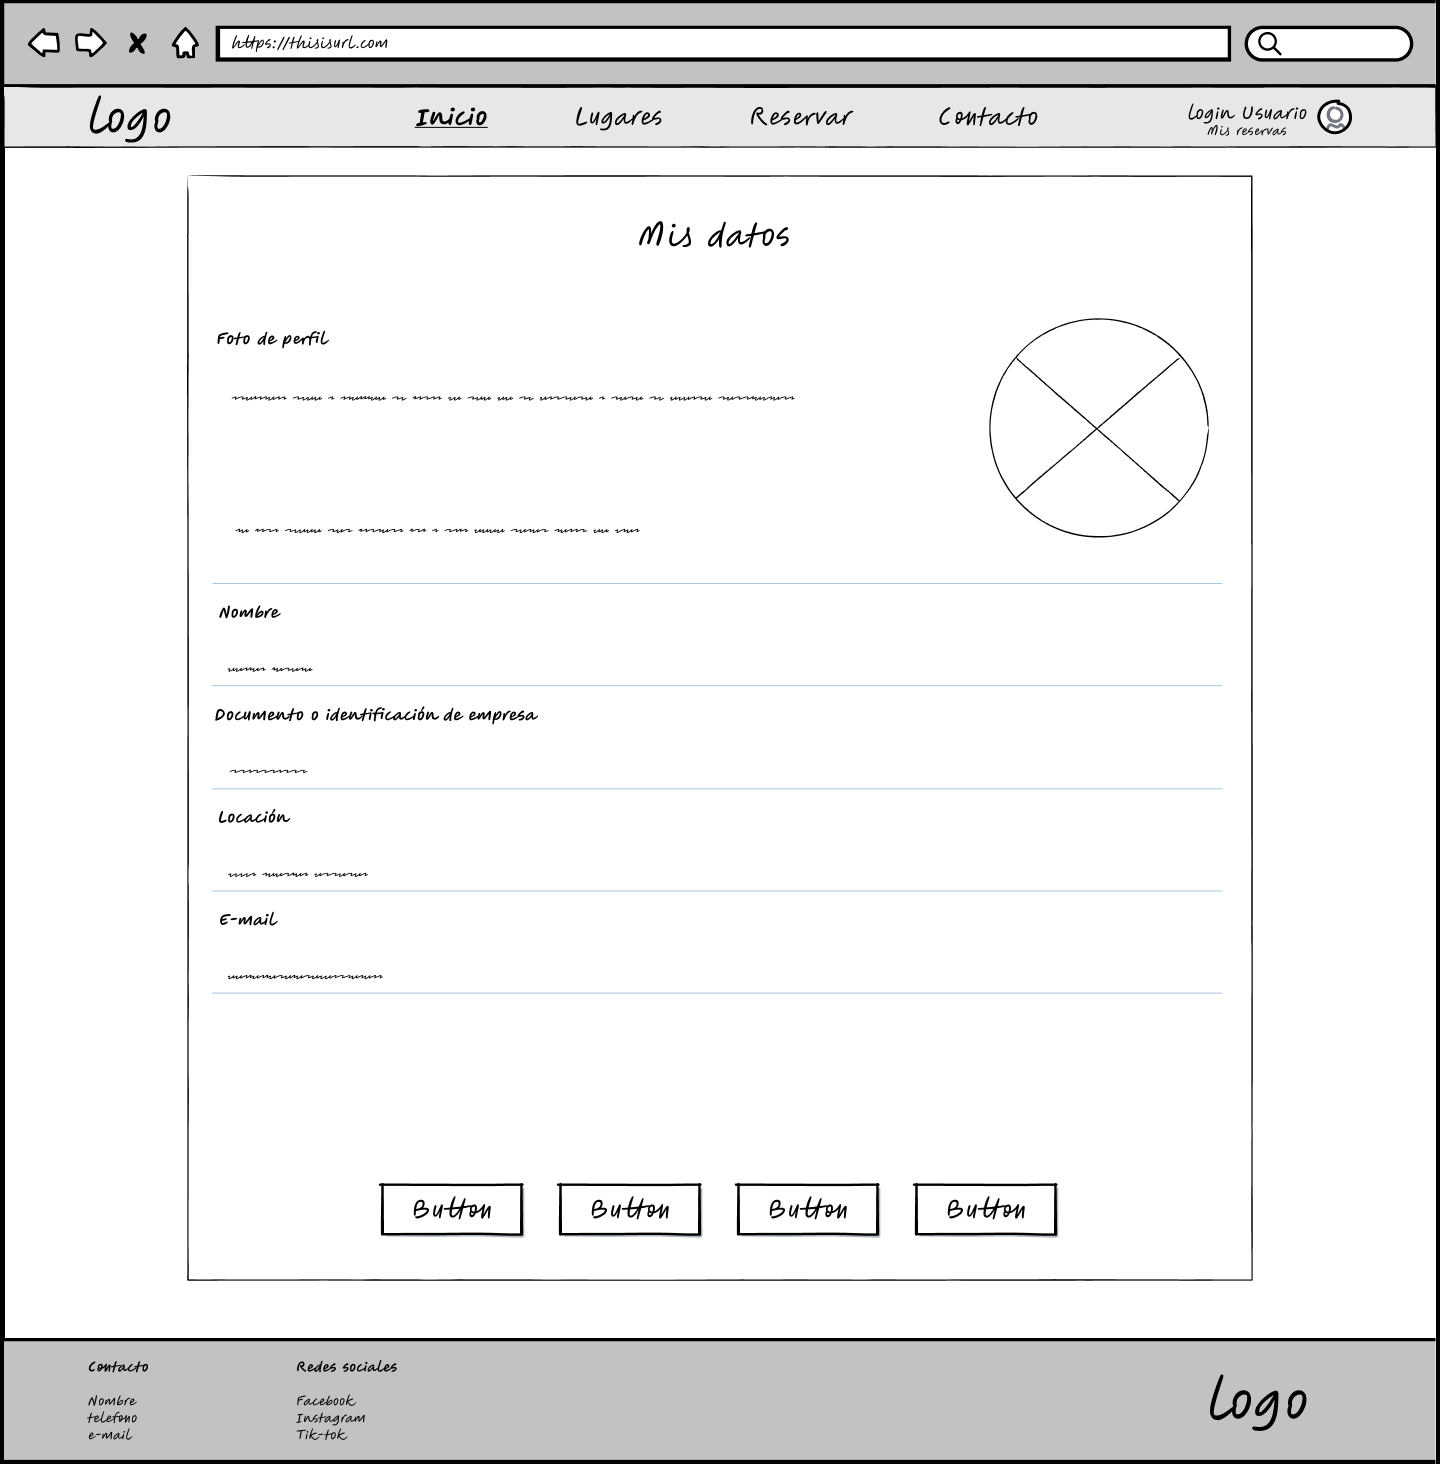 https://thisisurl.com
Logo
Inicio
Lugares
Reservar
Contacto
Login Usuario
Mis reservas
Mis datos
Foto de perfil
Nombre
Documento o identificación de empresa
Locación
E-mail
Button
Button
Button
Button
Contacto
Nombre
telefono
e-mail
Redes sociales
Facebook
Instagram
Tik-tok
Logo